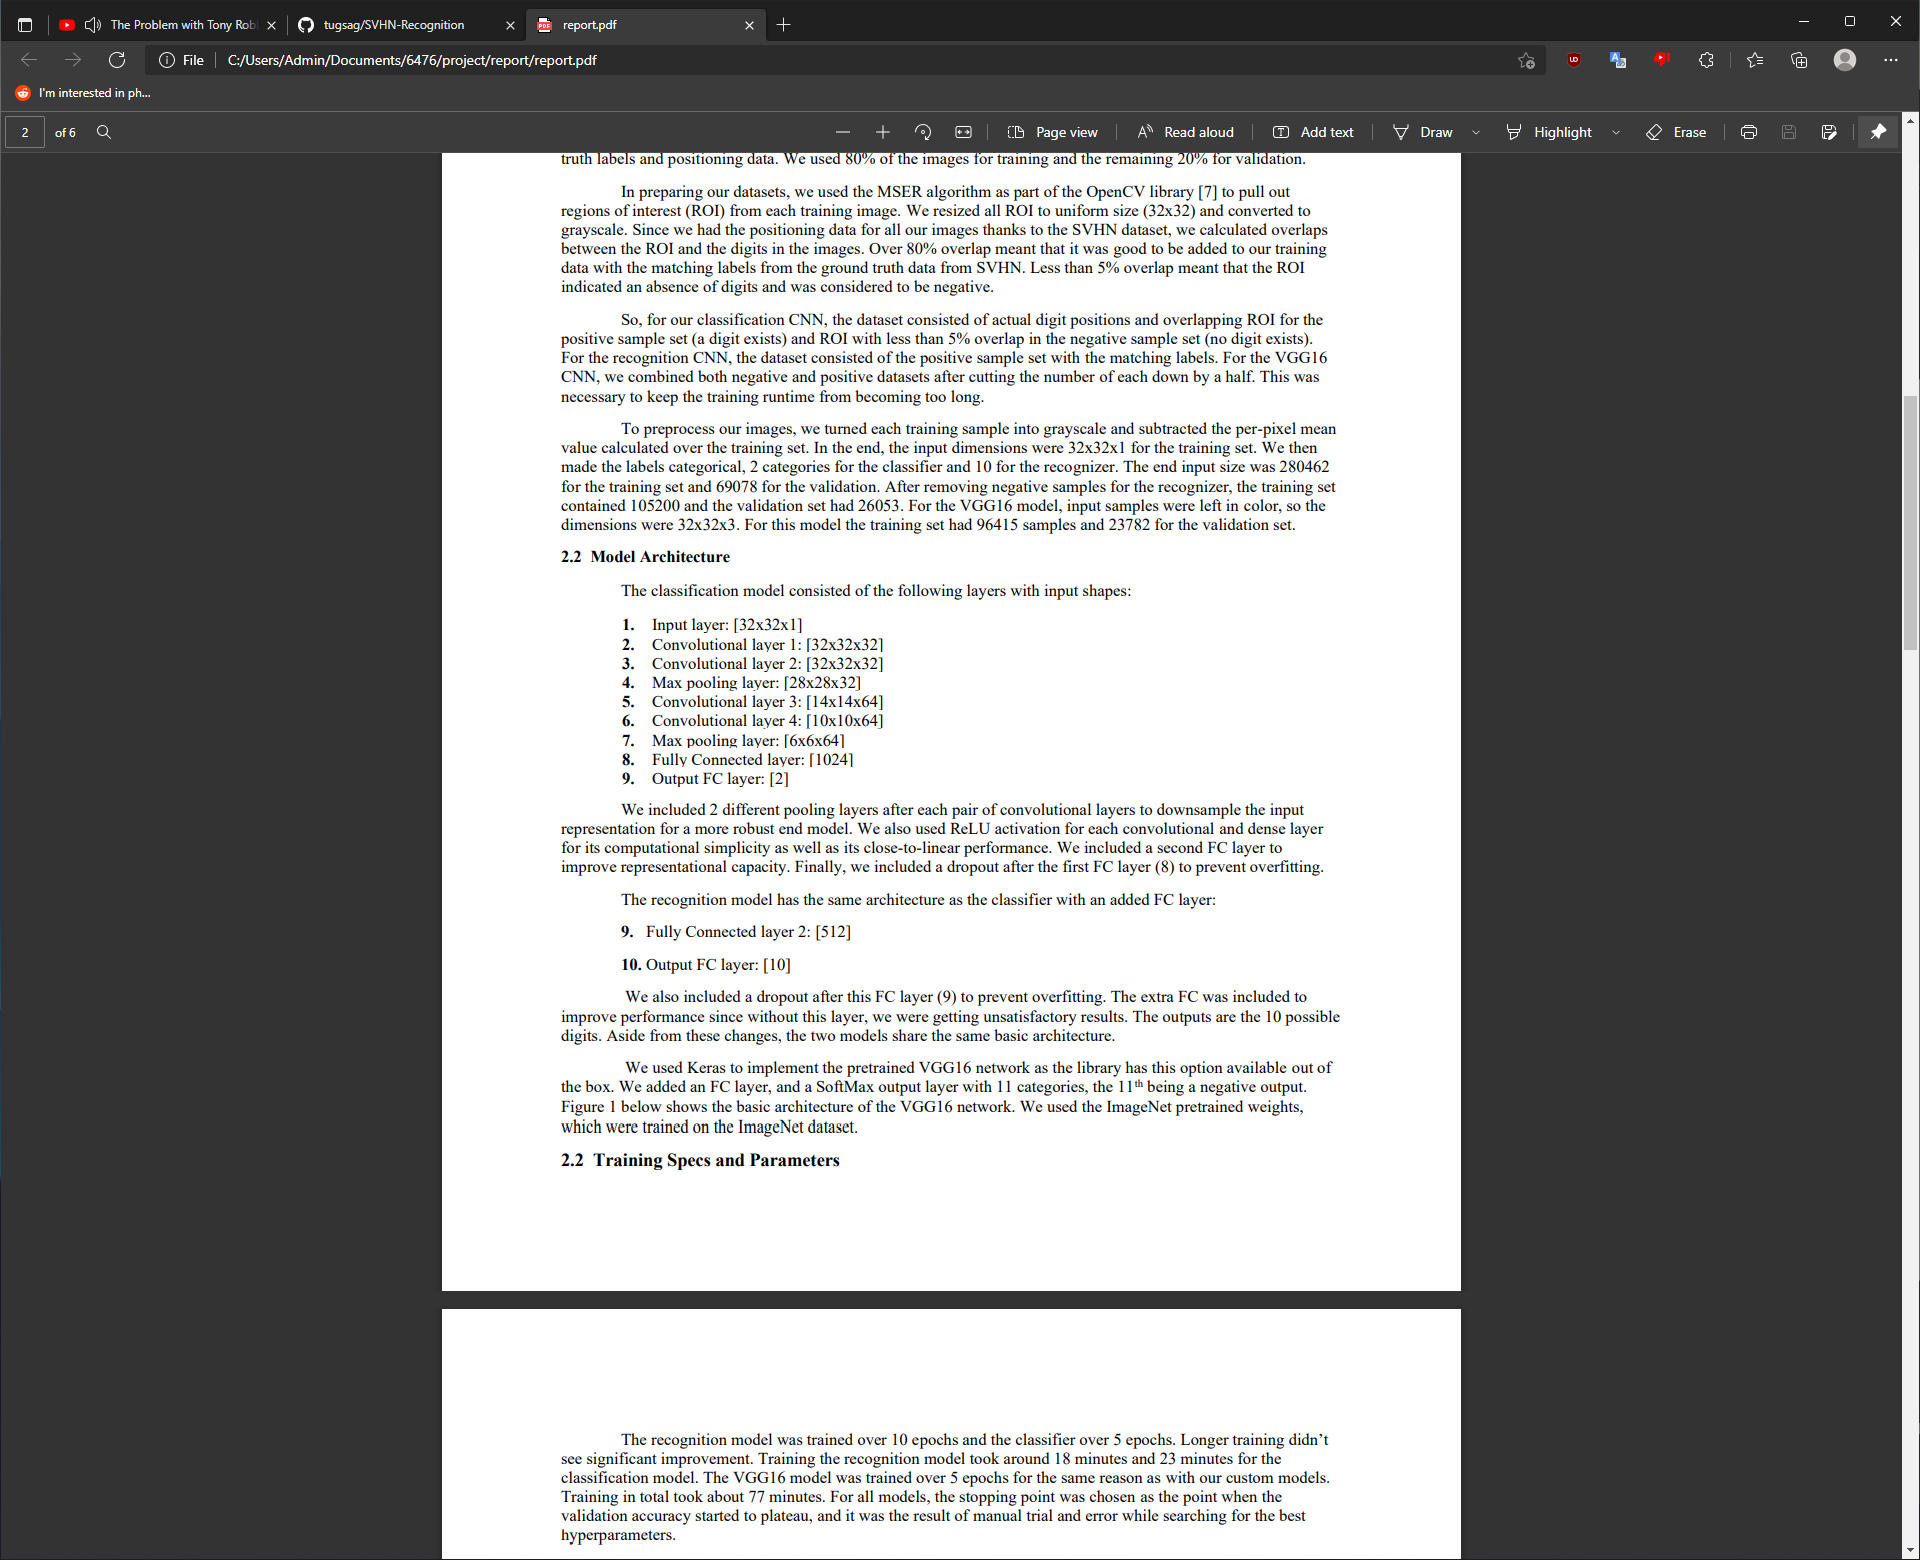 The Problem with Tony Rob
tugsag/SVHN-Recognition
report.pdf
File
C:/Users/Admin/Documents/6476/project/report/report.pdf
I'm interested in ph...
2 of 6
Page view
Read aloud
Add text
Draw
Highlight
Erase
truth labels and positioning data. We used 80% of the images for training and the remaining 20% for validation.
In preparing our datasets, we used the MSER algorithm as part of the OpenCV library [7] to pull out
regions of interest (ROI) from each training image. We resized all ROI to uniform size (32x32) and converted to
grayscale. Since we had the positioning data for all our images thanks to the SVHN dataset, we calculated overlaps
between the ROI and the digits in the images. Over 80% overlap meant that it was good to be added to our training
data with the matching labels from the ground truth data from SVHN. Less than 5% overlap meant that the ROI
indicated an absence of digits and was considered to be negative.
So, for our classification CNN, the dataset consisted of actual digit positions and overlapping ROI for the
positive sample set (a digit exists) and ROI with less than 5% overlap in the negative sample set (no digit exists).
For the recognition CNN, the dataset consisted of the positive sample set with the matching labels. For the VGG16
CNN, we combined both negative and positive datasets after cutting the number of each down by a half. This was
necessary to keep the training runtime from becoming too long.
To preprocess our images, we turned each training sample into grayscale and subtracted the per-pixel mean
value calculated over the training set. In the end, the input dimensions were 32x32x1 for the training set. We then
made the labels categorical, 2 categories for the classifier and 10 for the recognizer. The end input size was 280462
for the training set and 69078 for the validation. After removing negative samples for the recognizer, the training set
contained 105200 and the validation set had 26053. For the VGG16 model, input samples were left in color, so the
dimensions were 32x32x3. For this model the training set had 96415 samples and 23782 for the validation set.
2.2 Model Architecture
The classification model consisted of the following layers with input shapes:
1. Input layer: [32x32x1]
2. Convolutional layer 1: [32x32x32]
3. Convolutional layer 2: [32x32x32]
4. Max pooling layer: [28x28x32]
5. Convolutional layer 3: [14x14x64]
6. Convolutional layer 4: [10x10x64]
7. Max pooling layer: [6x6x64]
8. Fully Connected layer: [1024]
9. Output FC layer: [2]
We included 2 different pooling layers after each pair of convolutional layers to downsample the input
representation for a more robust end model. We also used ReLU activation for each convolutional and dense layer
for its computational simplicity as well as its close-to-linear performance. We included a second FC layer to
improve representational capacity. Finally, we included a dropout after the first FC layer (8) to prevent overfitting.
The recognition model has the same architecture as the classifier with an added FC layer:
9. Fully Connected layer 2: [512]
10. Output FC layer: [10]
We also included a dropout after this FC layer (9) to prevent overfitting. The extra FC was included to
improve performance since without this layer, we were getting unsatisfactory results. The outputs are the 10 possible
digits. Aside from these changes, the two models share the same basic architecture.
We used Keras to implement the pretrained VGG16 network as the library has this option available out of
the box. We added an FC layer, and a SoftMax output layer with 11 categories, the 11th being a negative output.
Figure 1 below shows the basic architecture of the VGG16 network. We used the ImageNet pretrained weights,
which were trained on the ImageNet dataset.
2.2 Training Specs and Parameters
The recognition model was trained over 10 epochs and the classifier over 5 epochs. Longer training didn't
see significant improvement. Training the recognition model took around 18 minutes and 23 minutes for the
classification model. The VGG16 model was trained over 5 epochs for the same reason as with our custom models.
Training in total took about 77 minutes. For all models, the stopping point was chosen as the point when the
validation accuracy started to plateau, and it was the result of manual trial and error while searching for the best
hyperparameters.